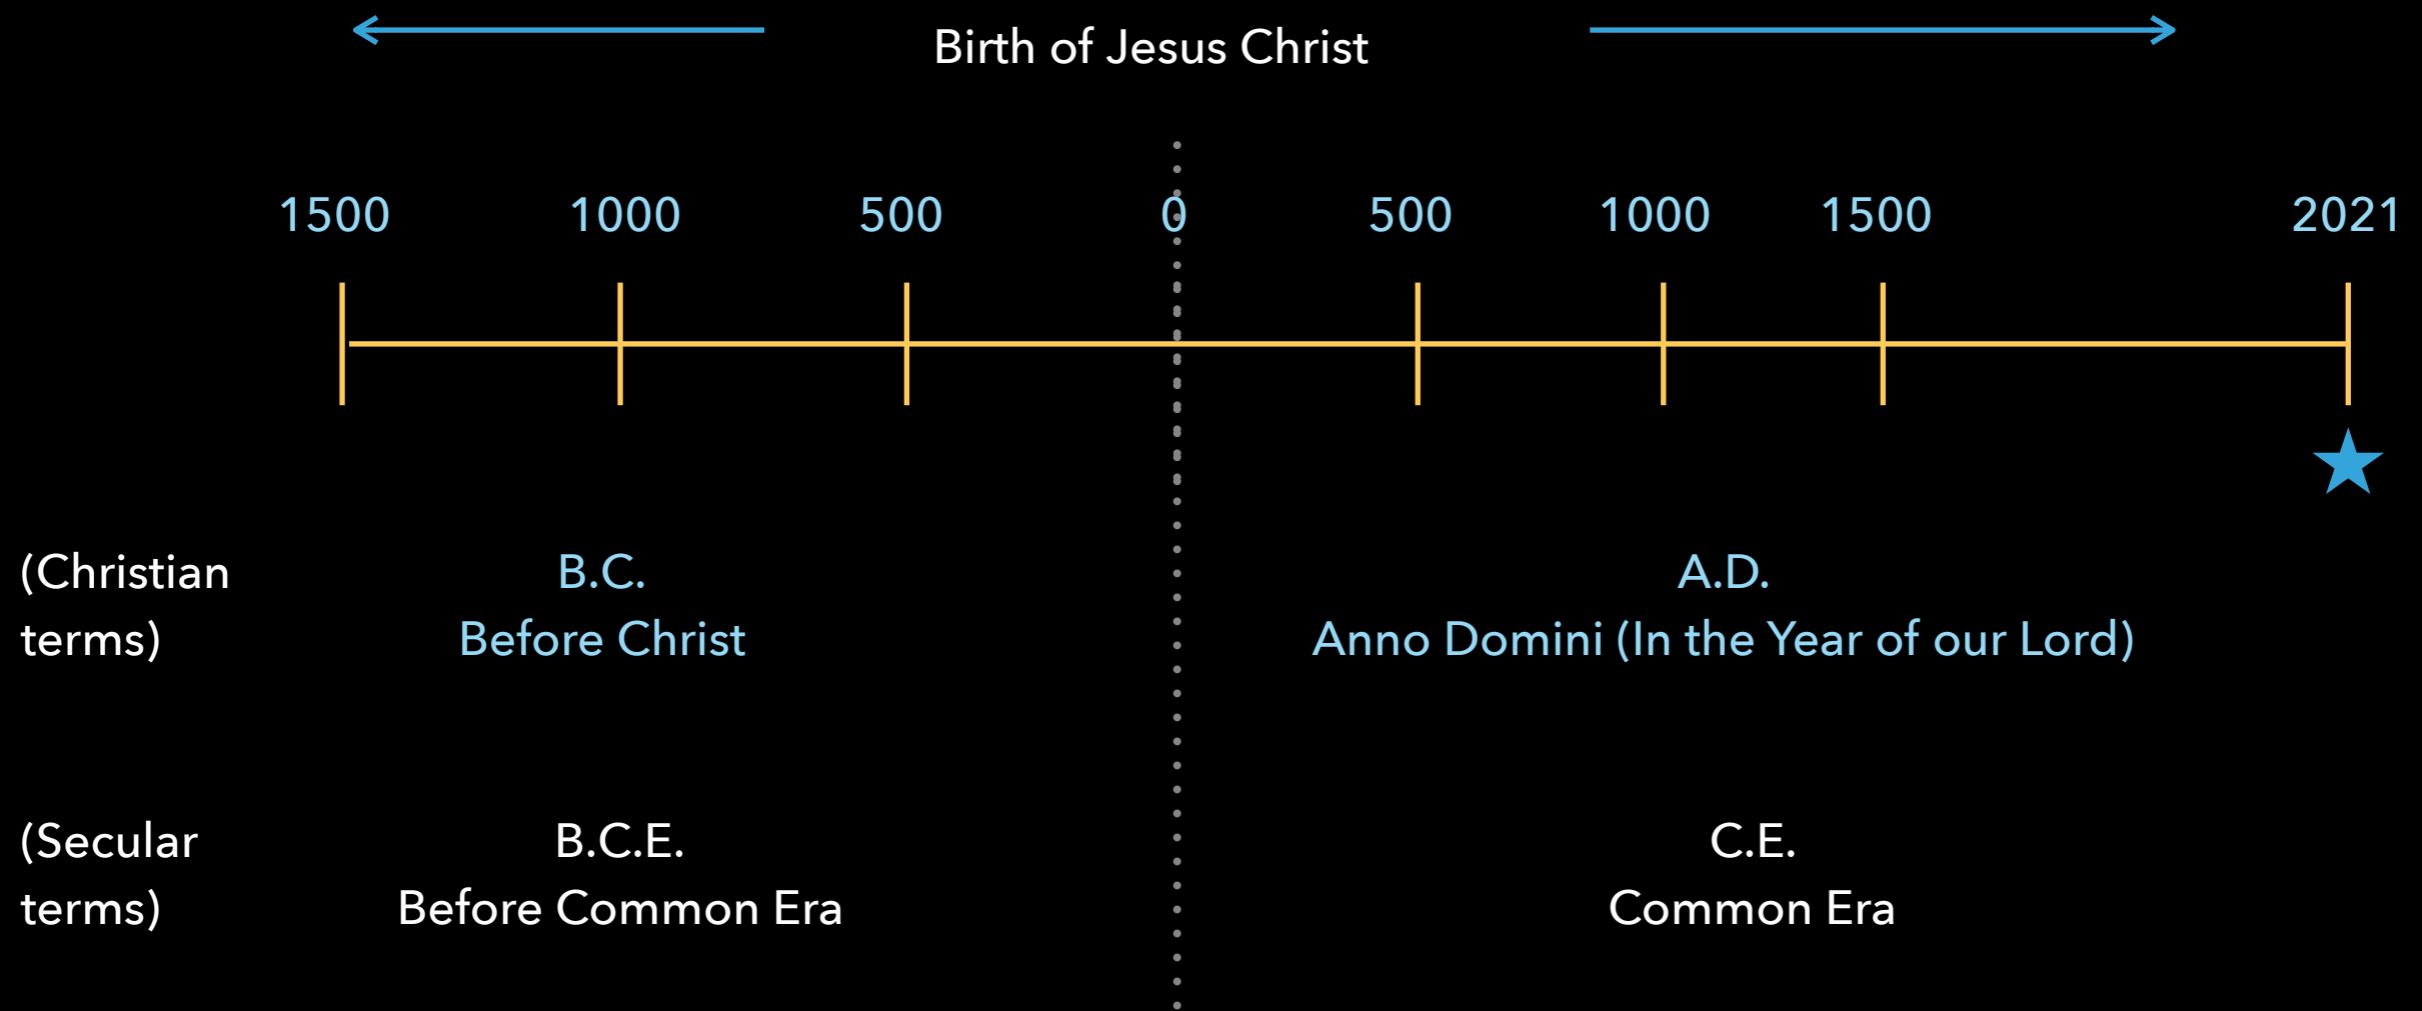 Birth of Jesus Christ
1500 1000 500 0 500 1000 1500 2021
(Christian terms)
B.C.
Before Christ
A.D.
Anno Domini (In the Year of our Lord)
(Secular terms)
B.C.E.
Before Common Era
C.E.
Common Era